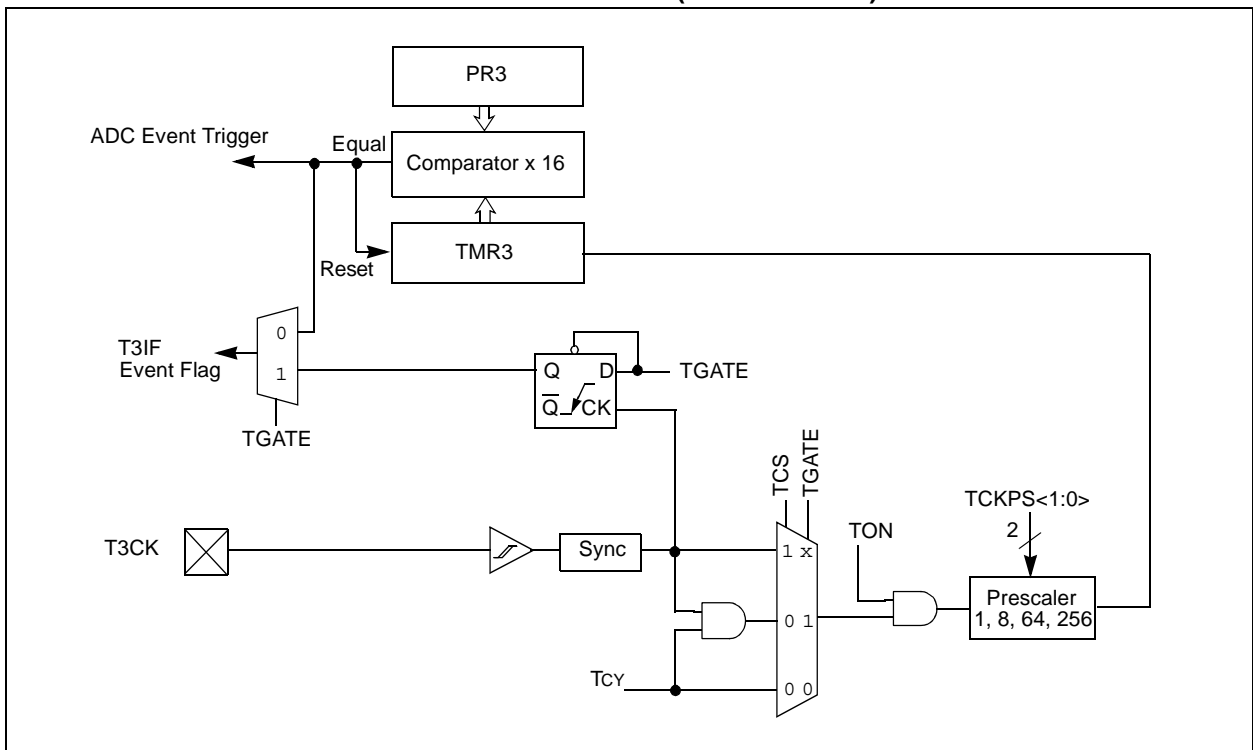 PR3
ADC Event Trigger
Equal
Comparator x 16
TMR3
Reset
0
1
T3IF
Event Flag
TGATE
Q
D
Q̅
CK
TGATE
TCS
TGATE
TCKPS<1:0>
2
TON
T3CK
Sync
1 x
0 1
0 0
Prescaler
1, 8, 64, 256
TCY